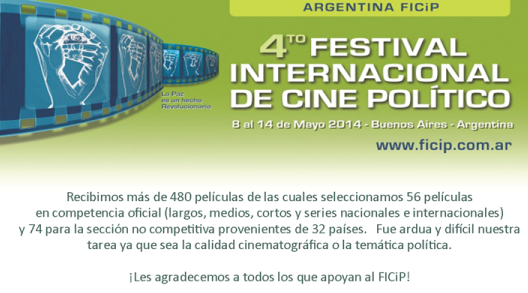 ARGENTINA FICiP
4TO FESTIVAL
INTERNACIONAL
DE CINE POLÍTICO
La Paz
es un hecho
Revolucionario
8 al 14 de Mayo 2014 - Buenos Aires - Argentina
www.ficip.com.ar
Recibimos más de 480 películas de las cuales seleccionamos 56 películas
en competencia oficial (largos, medios, cortos y series nacionales e internacionales)
y 74 para la sección no competitiva provenientes de 32 países. Fue ardua y difícil nuestra
tarea ya que sea la calidad cinematográfica o la temática política.
¡Les agradecemos a todos los que apoyan al FICiP!